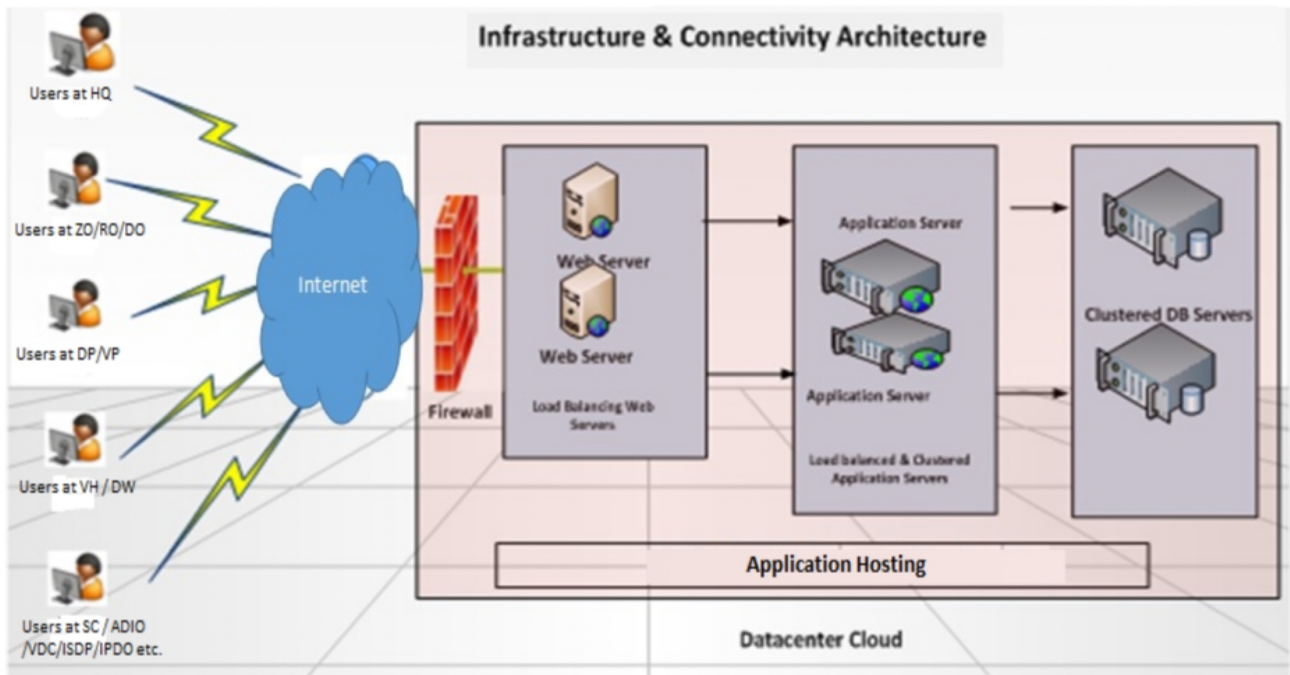 Infrastructure & Connectivity Architecture
Users at HQ
Users at ZO/RO/DO
Users at DP/VP
Users at VH / DW
Users at SC / ADIO
/VDC/ISDP/IPDO etc.
Internet
Firewall
Web Server
Web Server
Load Balancing Web
Servers
Application Server
Application Server
Load balanced & Clustered
Application Servers
Clustered DB Servers
Application Hosting
Datacenter Cloud